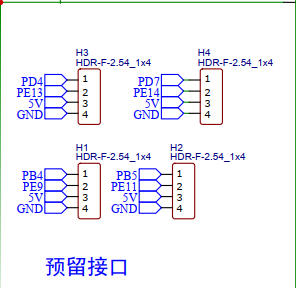 H3
HDR-F-2.54_1x4
PD4 1
PE13 2
5V 3
GND 4
H4
HDR-F-2.54_1x4
PD7 1
PE14 2
5V 3
GND 4
H1
HDR-F-2.54_1x4
PB4 1
PE9 2
5V 3
GND 4
H2
HDR-F-2.54_1x4
PB5 1
PE11 2
5V 3
GND 4
预留接口